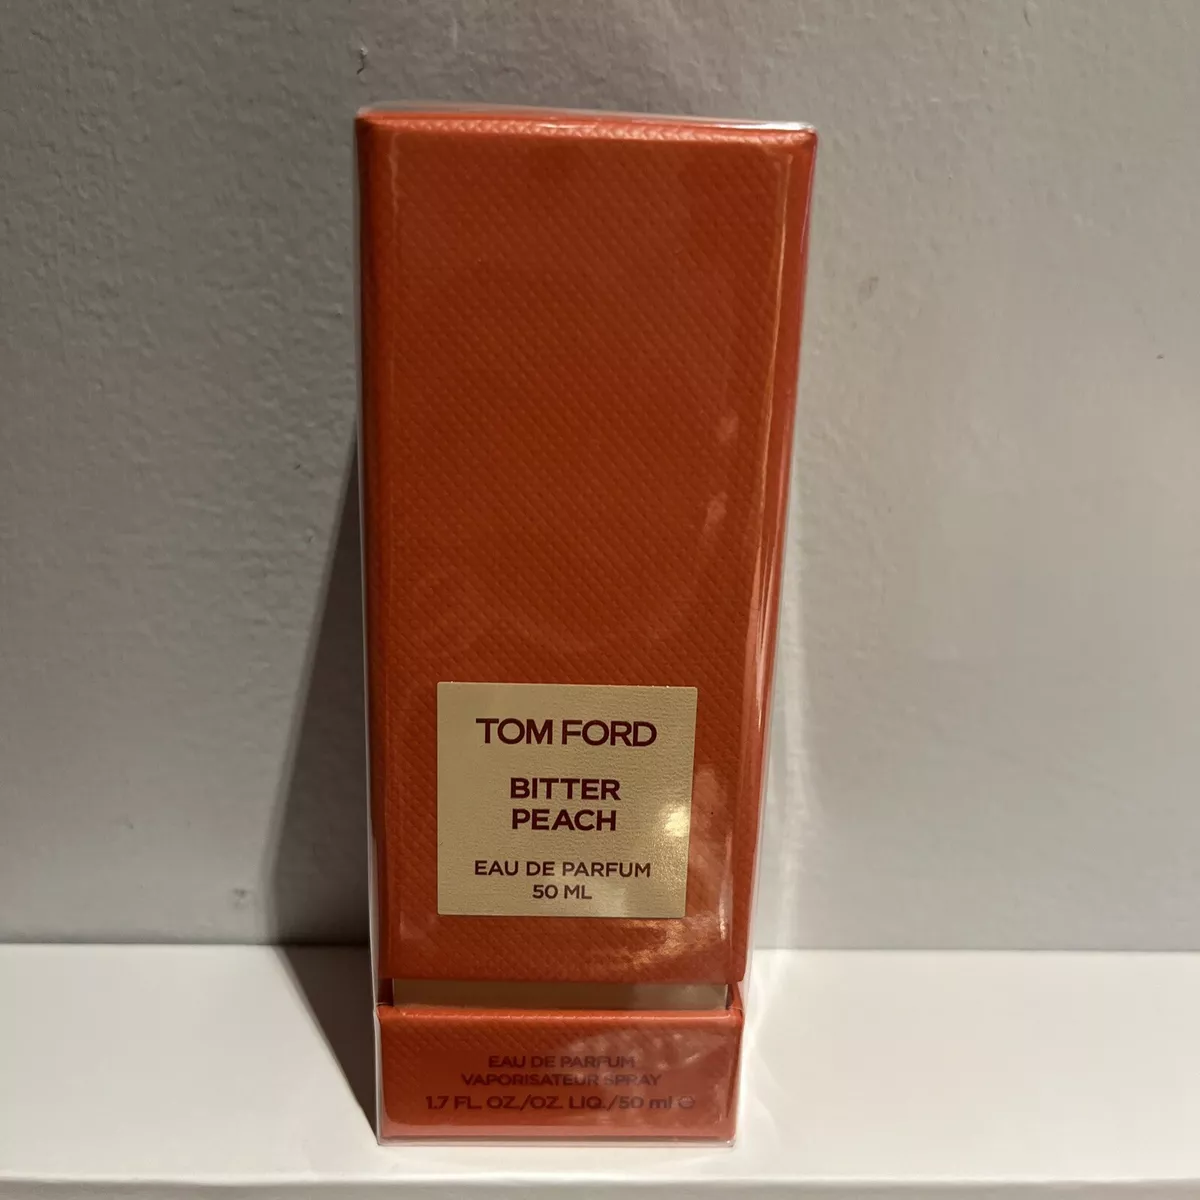 TOM FORD
BITTER
PEACH
EAU DE PARFUM
50 ML
EAU DE PARFUM
VAPORISATEUR SPRAY
1.7 FL. OZ./OZ. LIQ./50 ml ℮